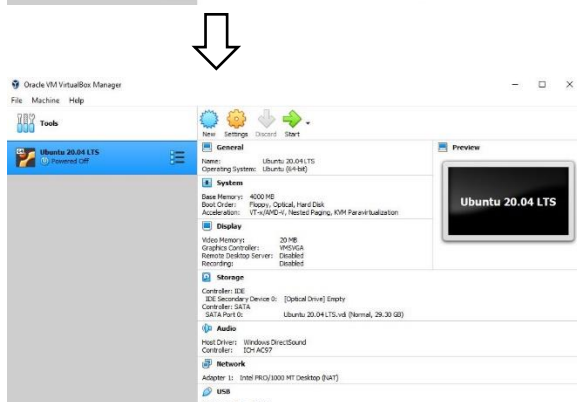 Oracle VM VirtualBox Manager
File Machine Help
Tools
New Settings Discard Start
Ubuntu 20.04 LTS
Powered Off
General
Name: Ubuntu 20.04 LTS
Operating System: Ubuntu (64-bit)
System
Base Memory: 4000 MB
Boot Order: Floppy, Optical, Hard Disk
Acceleration: VT-x/AMD-V, Nested Paging, KVM Paravirtualization
Display
Video Memory: 20 MB
Graphics Controller: VMSVGA
Remote Desktop Server: Disabled
Recording: Disabled
Storage
Controller: IDE
IDE Secondary Device 0: [Optical Drive] Empty
Controller: SATA
SATA Port 0: Ubuntu 20.04 LTS.vdi (Normal, 29.30 GB)
Audio
Host Driver: Windows DirectSound
Controller: ICH AC97
Network
Adapter 1: Intel PRO/1000 MT Desktop (NAT)
USB
Preview
Ubuntu 20.04 LTS